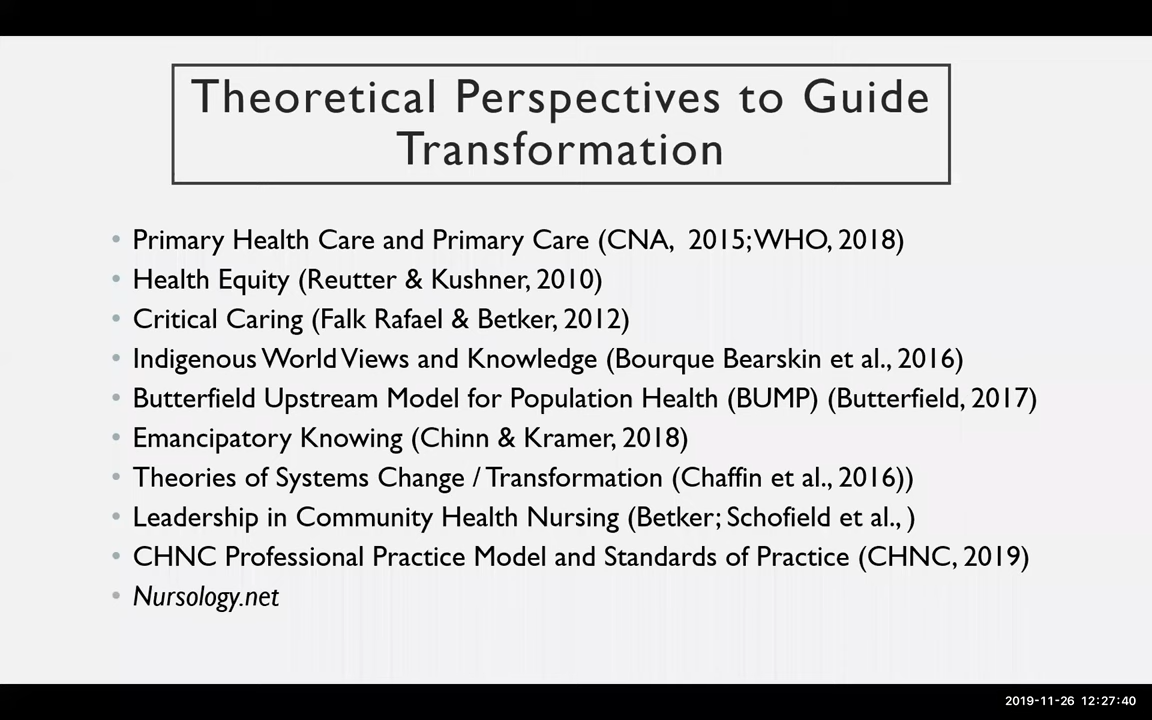 Theoretical Perspectives to Guide
Transformation
• Primary Health Care and Primary Care (CNA, 2015; WHO, 2018)
• Health Equity (Reutter & Kushner, 2010)
• Critical Caring (Falk Rafael & Betker, 2012)
• Indigenous World Views and Knowledge (Bourque Bearskin et al., 2016)
• Butterfield Upstream Model for Population Health (BUMP) (Butterfield, 2017)
• Emancipatory Knowing (Chinn & Kramer, 2018)
• Theories of Systems Change / Transformation (Chaffin et al., 2016))
• Leadership in Community Health Nursing (Betker; Schofield et al., )
• CHNC Professional Practice Model and Standards of Practice (CHNC, 2019)
• Nursology.net
2019-11-26 12:27:40